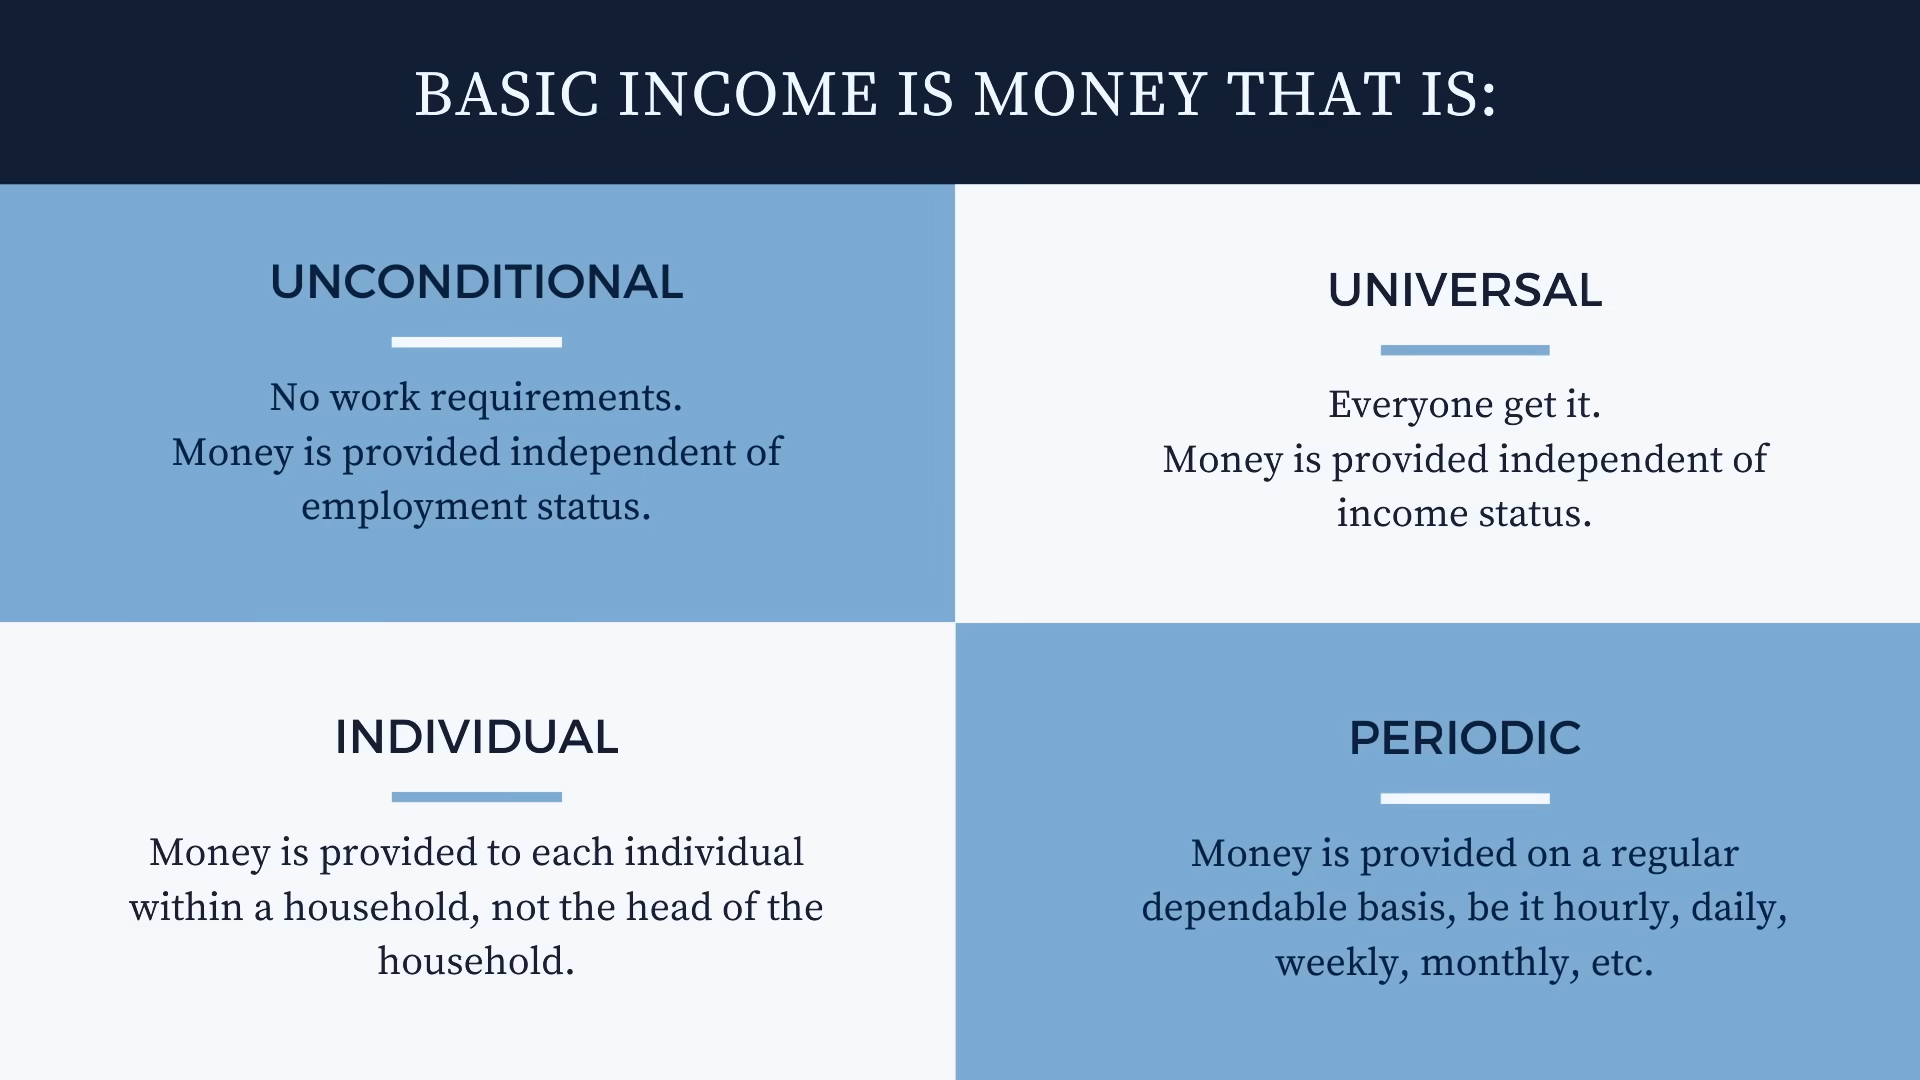 BASIC INCOME IS MONEY THAT IS:
UNCONDITIONAL
No work requirements.
Money is provided independent of
employment status.
UNIVERSAL
Everyone get it.
Money is provided independent of
income status.
INDIVIDUAL
Money is provided to each individual
within a household, not the head of the
household.
PERIODIC
Money is provided on a regular
dependable basis, be it hourly, daily,
weekly, monthly, etc.